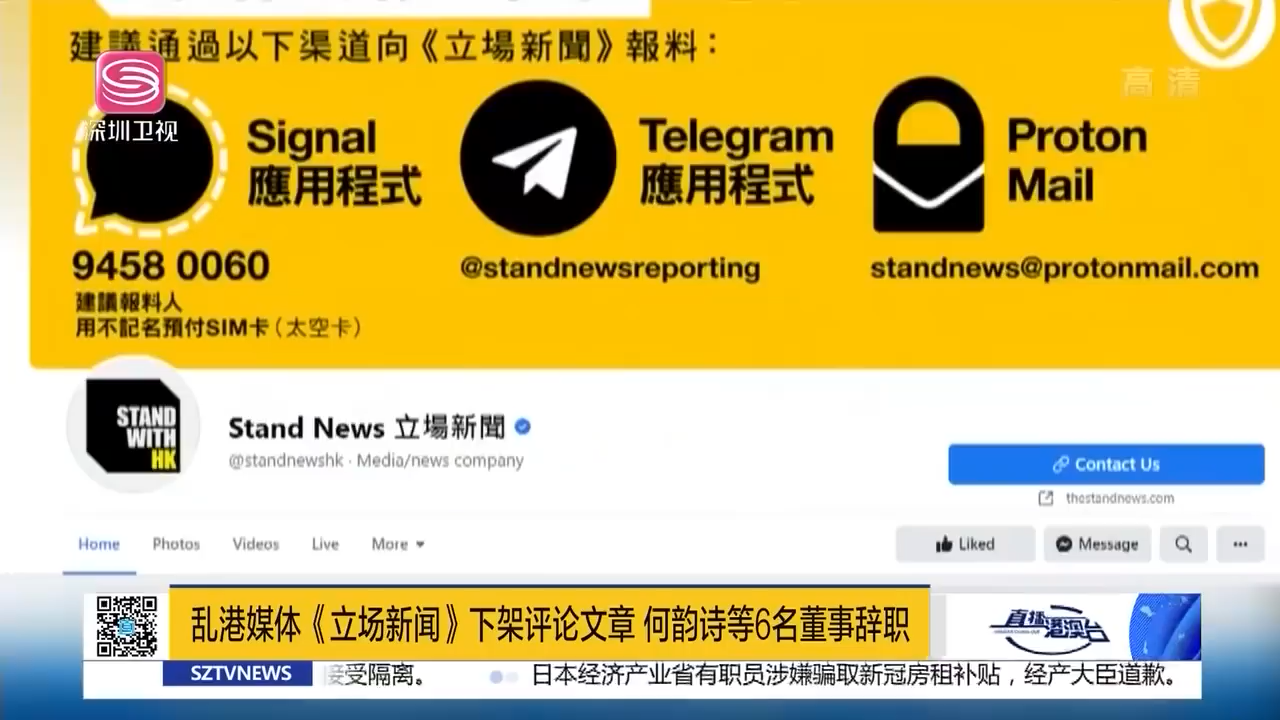 建議通過以下渠道向《立場新聞》報料：
高清
深圳卫视
Signal
應用程式
Telegram
應用程式
Proton
Mail
9458 0060
@standnewsreporting
standnews@protonmail.com
建議報料人
用不記名預付SIM卡（太空卡）
STAND
WITH
HK
Stand News 立場新聞
@standnewshk · Media/news company
Contact Us
thestandnews.com
Home Photos Videos Live More
Liked
Message
乱港媒体《立场新闻》下架评论文章 何韵诗等6名董事辞职
直播港澳台
SZTVNEWS
接受隔离。
日本经济产业省有职员涉嫌骗取新冠房租补贴，经产大臣道歉。